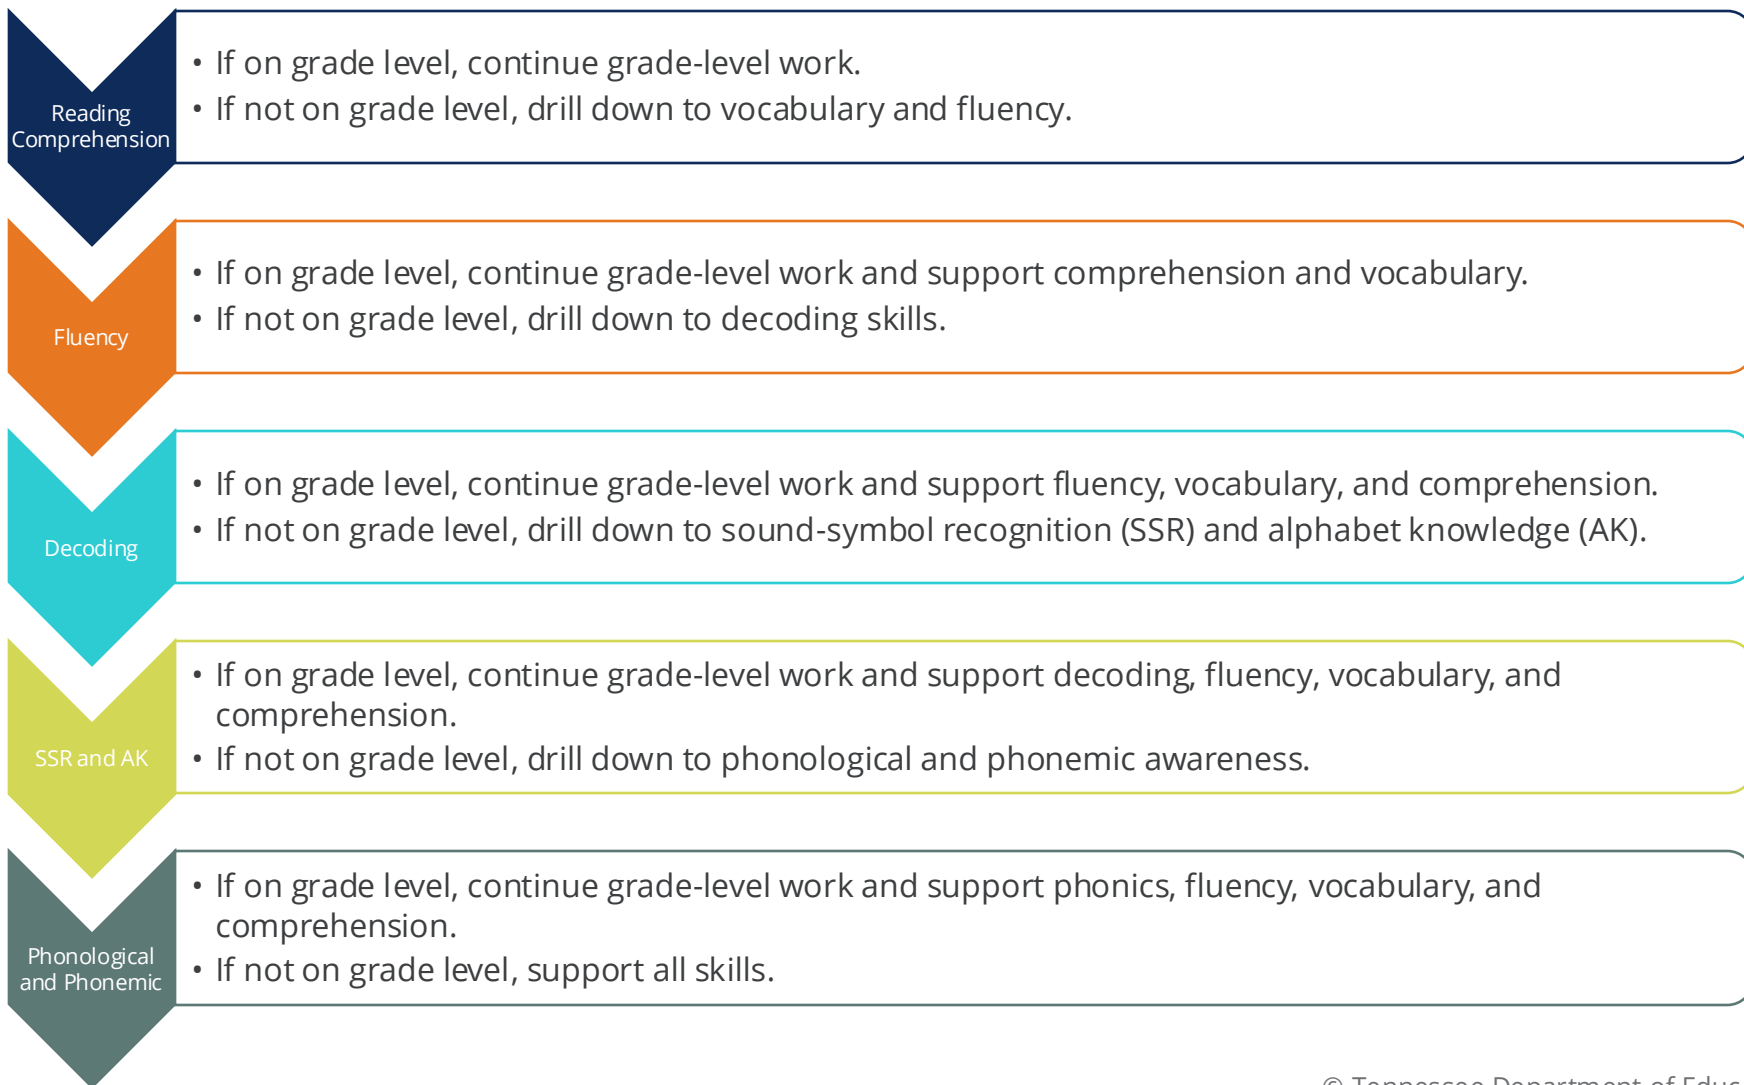 Reading
Comprehension
• If on grade level, continue grade-level work.
• If not on grade level, drill down to vocabulary and fluency.
Fluency
• If on grade level, continue grade-level work and support comprehension and vocabulary.
• If not on grade level, drill down to decoding skills.
Decoding
• If on grade level, continue grade-level work and support fluency, vocabulary, and comprehension.
• If not on grade level, drill down to sound-symbol recognition (SSR) and alphabet knowledge (AK).
SSR and AK
• If on grade level, continue grade-level work and support decoding, fluency, vocabulary, and
comprehension.
• If not on grade level, drill down to phonological and phonemic awareness.
Phonological
and Phonemic
• If on grade level, continue grade-level work and support phonics, fluency, vocabulary, and
comprehension.
• If not on grade level, support all skills.
© Tennessee Department of